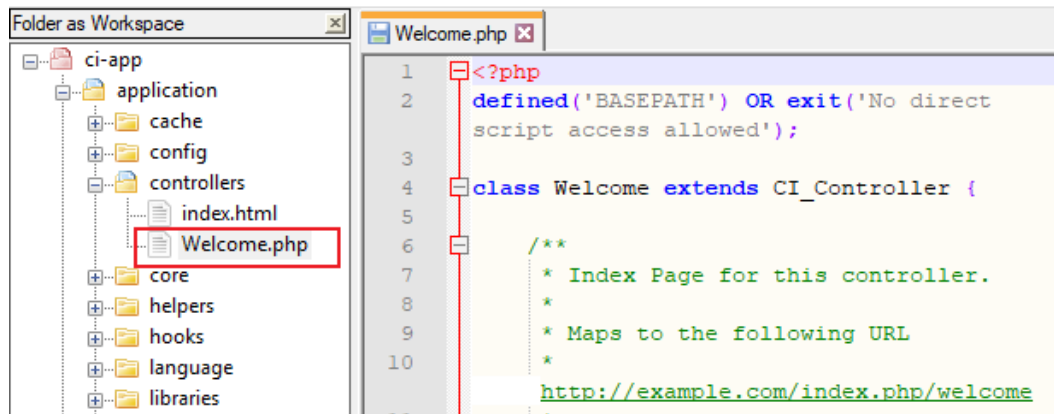 Folder as Workspace
ci-app
application
cache
config
controllers
index.html
Welcome.php
core
helpers
hooks
language
libraries
Welcome.php
1 <?php
2 defined('BASEPATH') OR exit('No direct
script access allowed');
3
4 class Welcome extends CI_Controller {
5
6 /**
7 * Index Page for this controller.
8 *
9 * Maps to the following URL
10 *
http://example.com/index.php/welcome